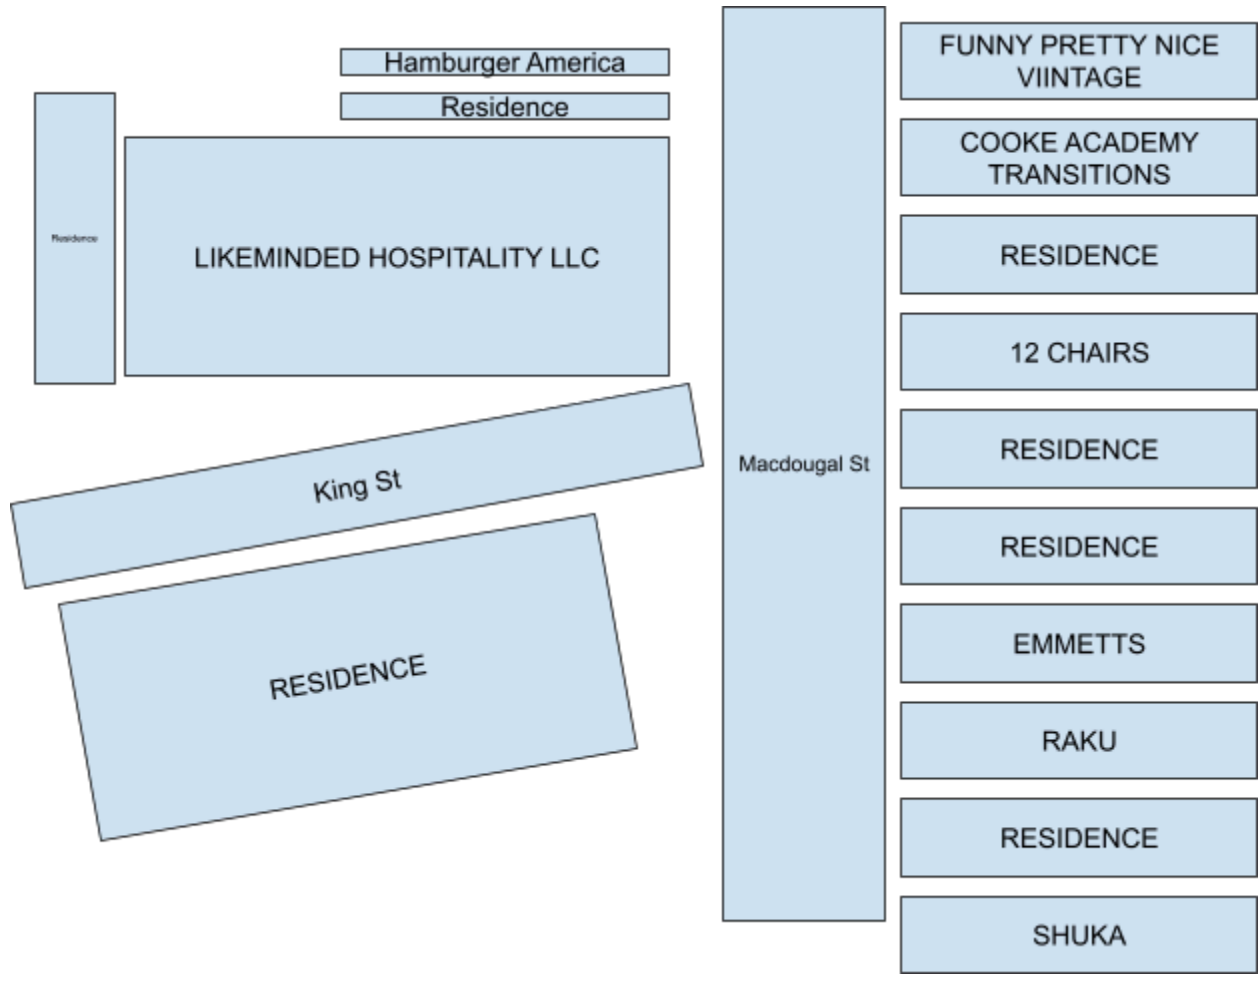 Hamburger America
Residence
Residence
LIKEMINDED HOSPITALITY LLC
King St
RESIDENCE
Macdougal St
FUNNY PRETTY NICE
VIINTAGE
COOKE ACADEMY
TRANSITIONS
RESIDENCE
12 CHAIRS
RESIDENCE
RESIDENCE
EMMETTS
RAKU
RESIDENCE
SHUKA